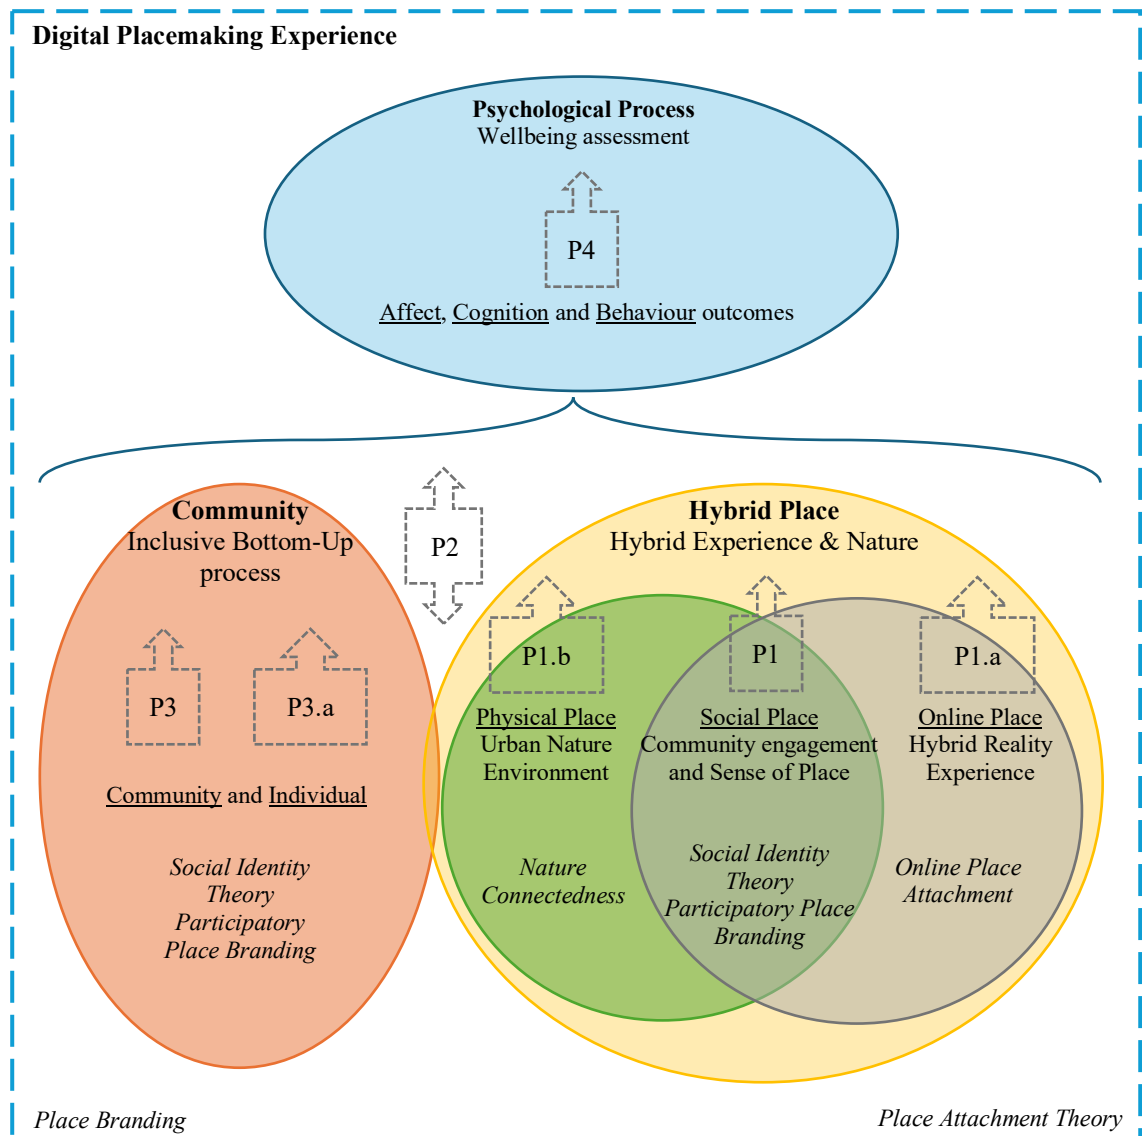 Digital Placemaking Experience
Psychological Process
Wellbeing assessment
P4
Affect, Cognition and Behaviour outcomes
Community
Inclusive Bottom-Up
process
P3
P3.a
Community and Individual
Social Identity
Theory
Participatory
Place Branding
P2
Hybrid Place
Hybrid Experience & Nature
P1.b
Physical Place
Urban Nature
Environment
Nature
Connectedness
P1
Social Place
Community engagement
and Sense of Place
Social Identity
Theory
Participatory Place
Branding
P1.a
Online Place
Hybrid Reality
Experience
Online Place
Attachment
Place Branding
Place Attachment Theory